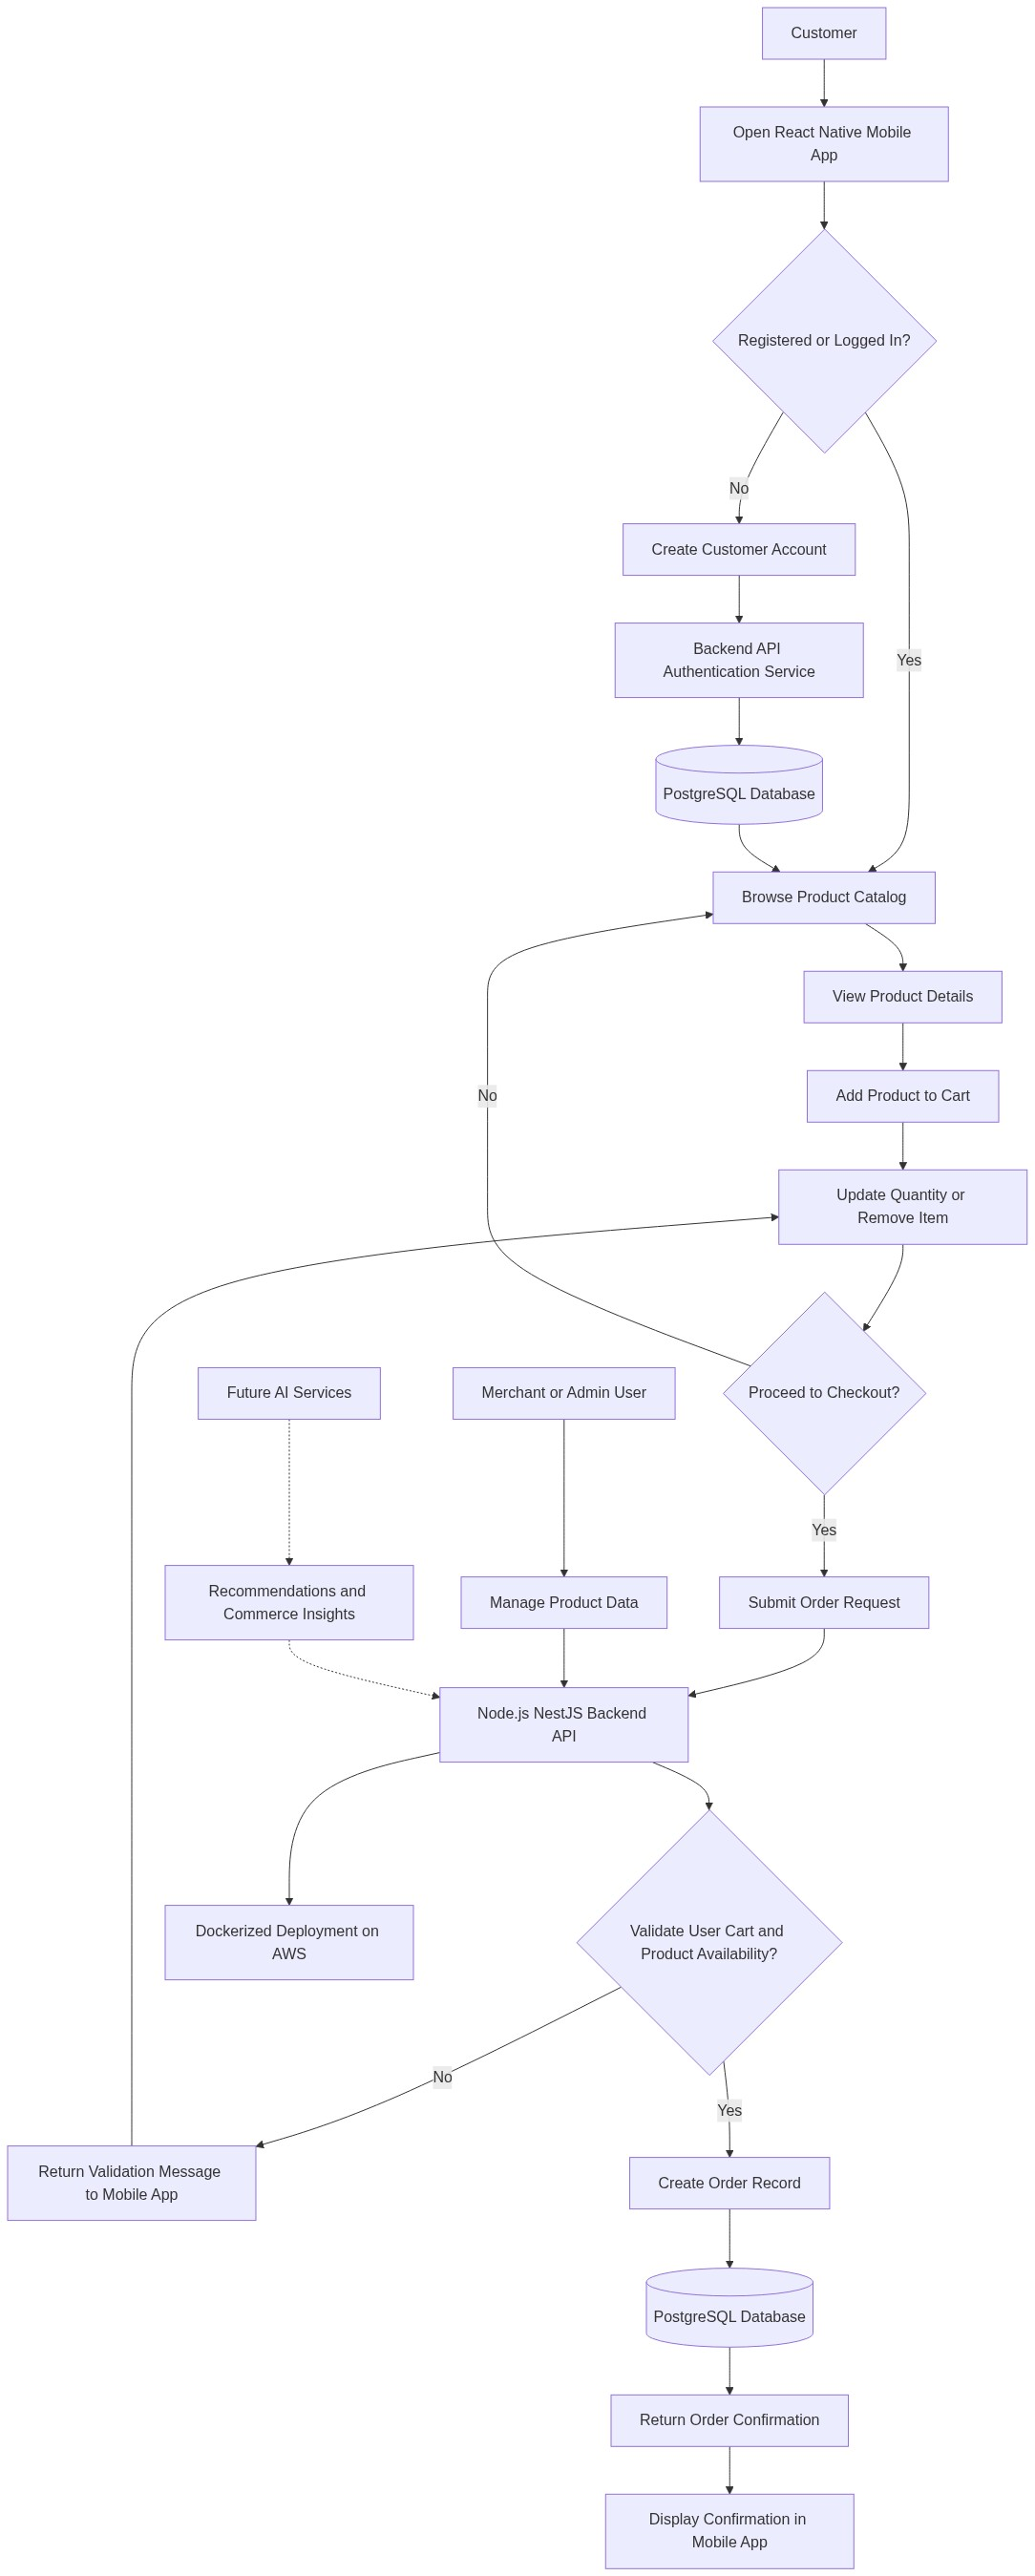 Customer
Open React Native Mobile
App
Registered or Logged In?
No
Create Customer Account
Backend API
Authentication Service
Yes
PostgreSQL Database
Browse Product Catalog
View Product Details
No
Add Product to Cart
Update Quantity or
Remove Item
Future AI Services
Merchant or Admin User
Proceed to Checkout?
Yes
Recommendations and
Commerce Insights
Manage Product Data
Submit Order Request
Node.js NestJS Backend
API
Dockerized Deployment on
AWS
Validate User Cart and
Product Availability?
No
Yes
Return Validation Message
to Mobile App
Create Order Record
PostgreSQL Database
Return Order Confirmation
Display Confirmation in
Mobile App